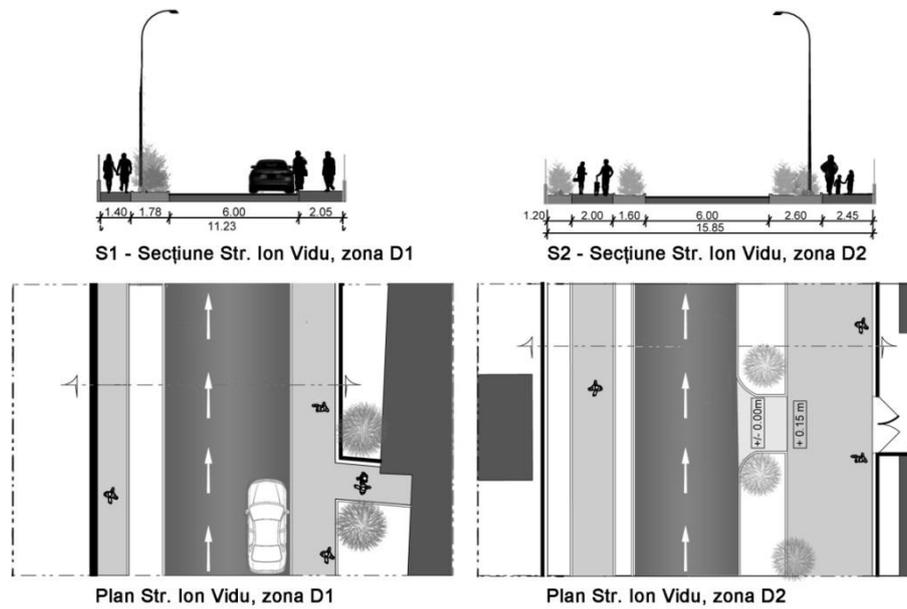 1.40 1.78 6.00 2.05
11.23
S1 - Secțiune Str. Ion Vidu, zona D1
1.20 2.00 1.60 6.00 2.60 2.45
15.85
S2 - Secțiune Str. Ion Vidu, zona D2
Plan Str. Ion Vidu, zona D1
+/- 0.00m
+ 0.15 m
Plan Str. Ion Vidu, zona D2